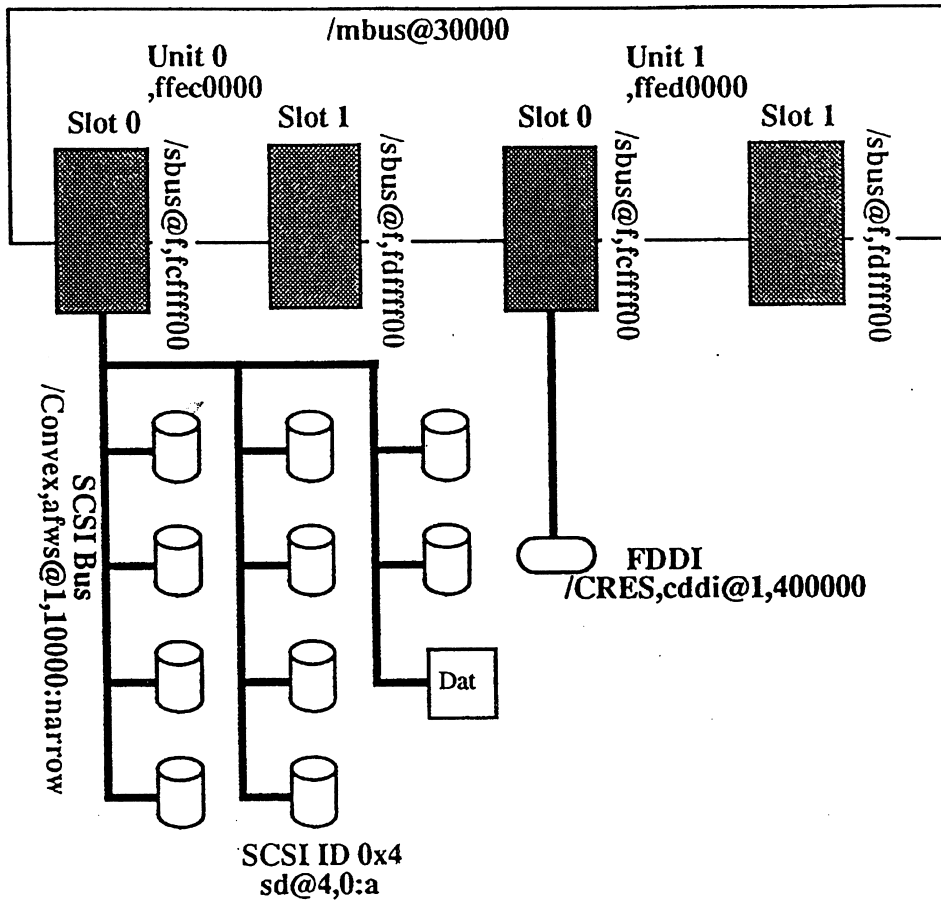 /mbus@30000
Unit 0
,ffec0000
Unit 1
,ffed0000
Slot 0
Slot 1
Slot 0
Slot 1
/sbus@f,fcffff00
/sbus@f,fdffff00
/sbus@f,fcffff00
/sbus@f,fdffff00
SCSI Bus
/Convex,afws@1,10000:narrow
FDDI
/CRES,cddi@1,400000
Dat
SCSI ID 0x4
sd@4,0:a